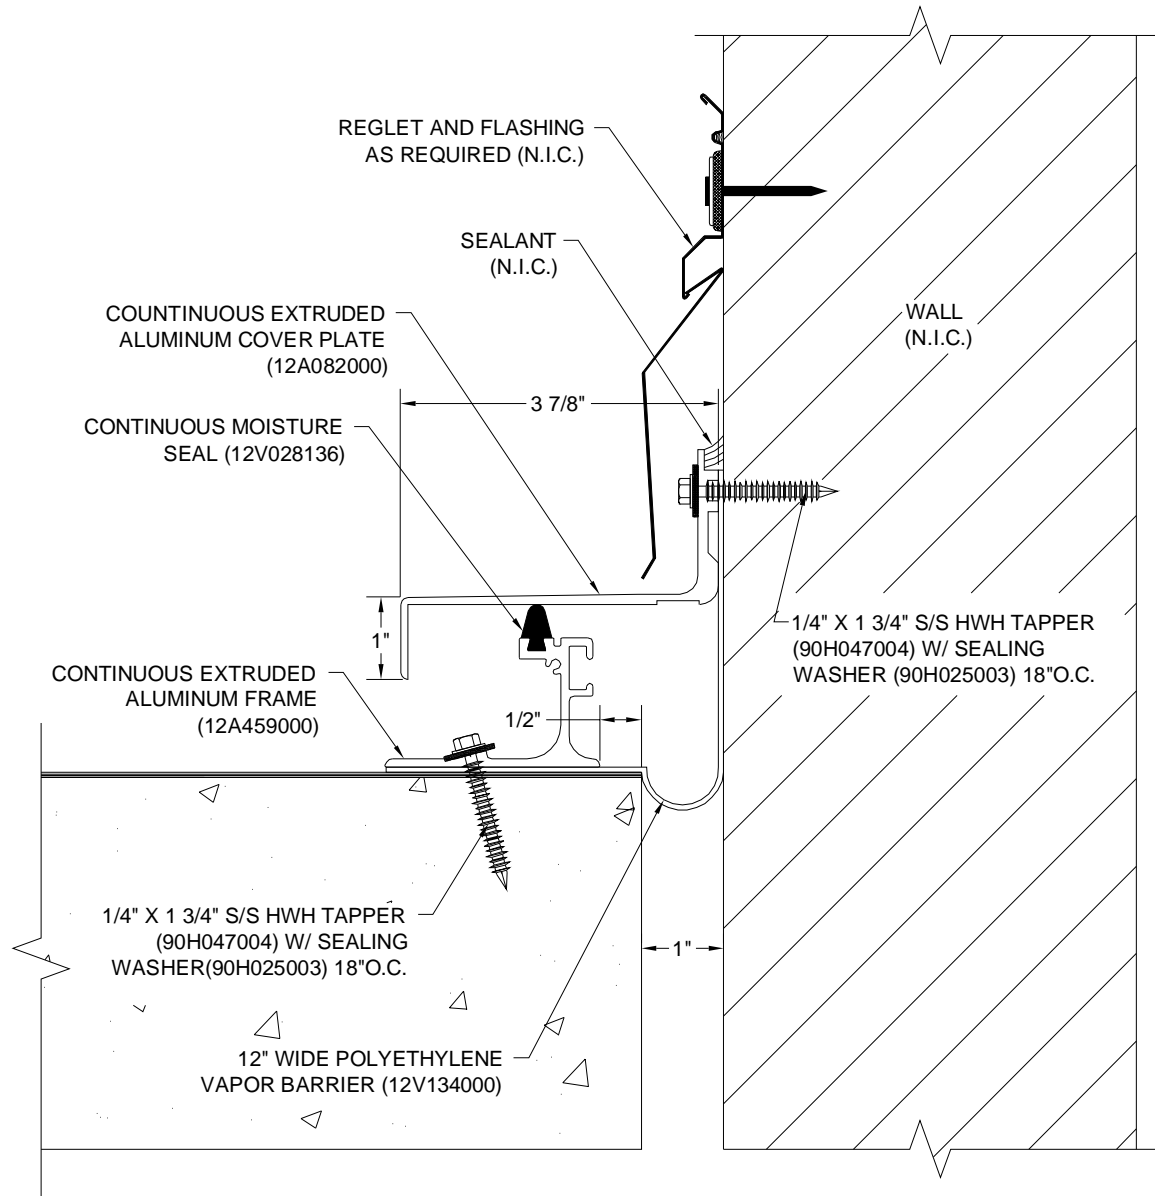 REGLET AND FLASHING
AS REQUIRED (N.I.C.)
SEALANT
(N.I.C.)
COUNTINUOUS EXTRUDED
ALUMINUM COVER PLATE
(12A082000)
WALL
(N.I.C.)
3 7/8"
CONTINUOUS MOISTURE
SEAL (12V028136)
1"
1/4" X 1 3/4" S/S HWH TAPPER
(90H047004) W/ SEALING
WASHER (90H025003) 18"O.C.
CONTINUOUS EXTRUDED
ALUMINUM FRAME
(12A459000)
1/2"
1/4" X 1 3/4" S/S HWH TAPPER
(90H047004) W/ SEALING
WASHER(90H025003) 18"O.C.
1"
12" WIDE POLYETHYLENE
VAPOR BARRIER (12V134000)